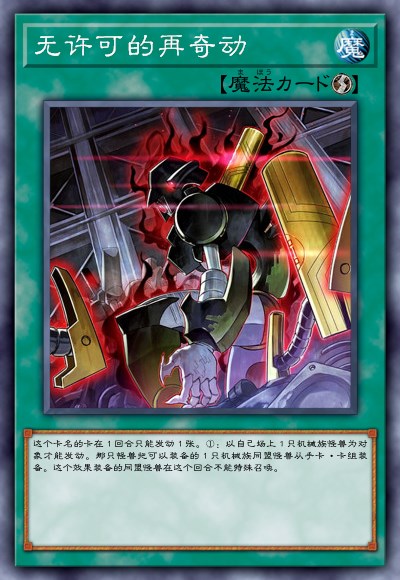 无许可的再奇动
魔
【魔法カード】
まほう
这个卡名的卡在1回合只能发动1张。①：以自己场上1只机械族怪兽为对
象才能发动。那只怪兽把可以装备的1只机械族同盟怪兽从手卡・卡组装
备。这个效果装备的同盟怪兽在这个回合不能特殊召唤。